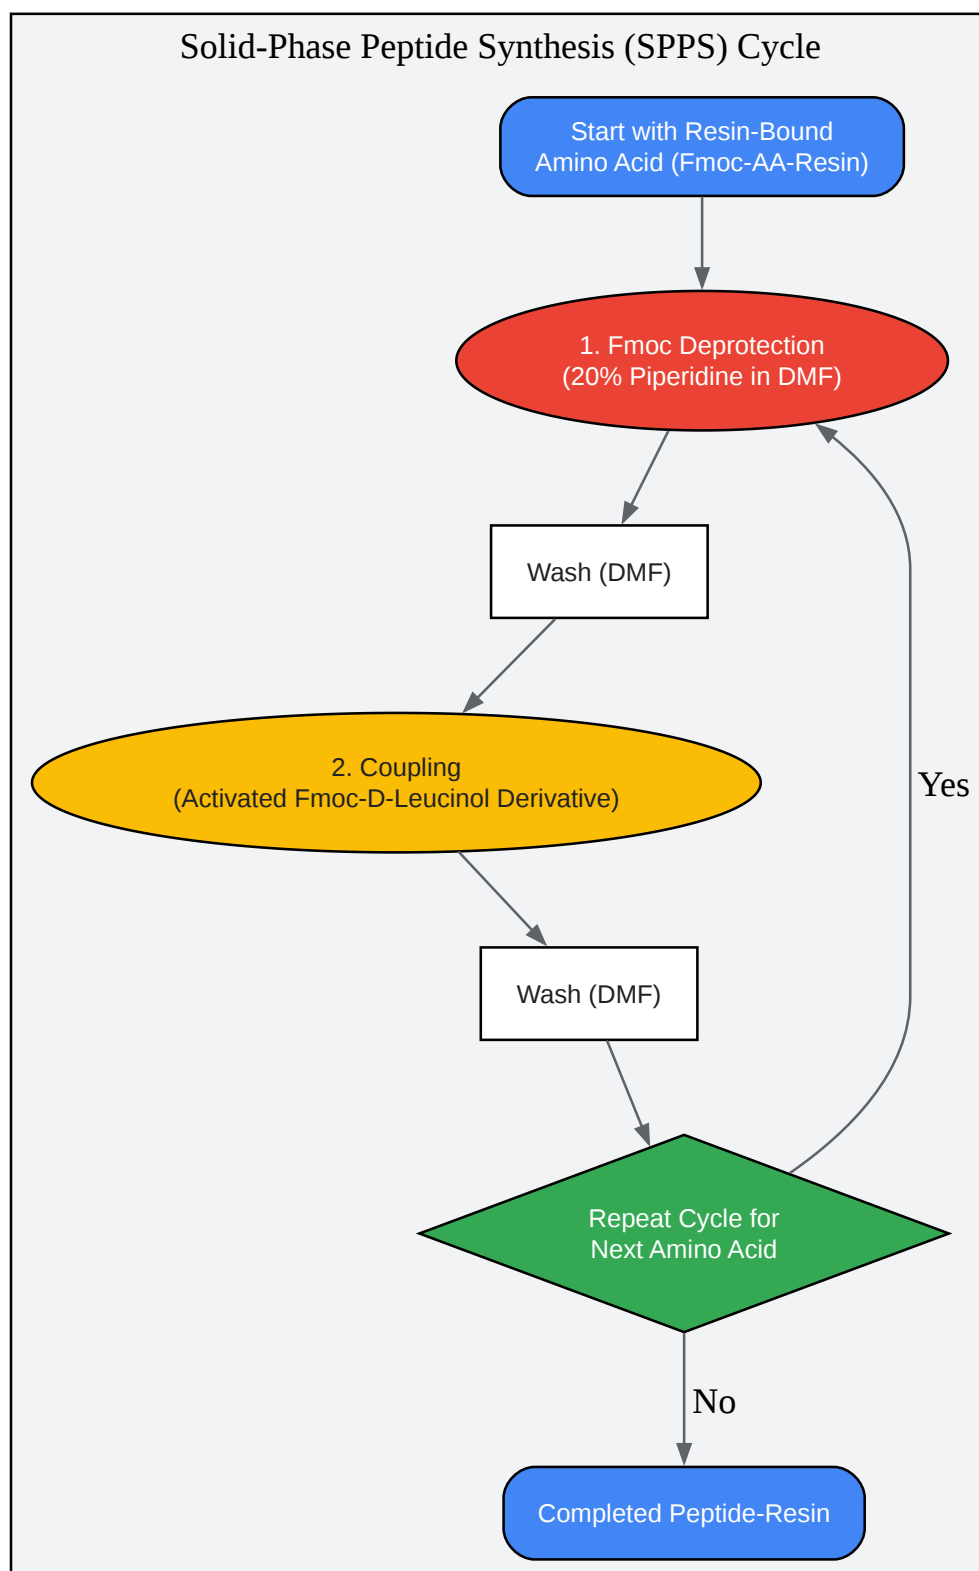 Solid-Phase Peptide Synthesis (SPPS) Cycle
Start with Resin-Bound
Amino Acid (Fmoc-AA-Resin)
1. Fmoc Deprotection
(20% Piperidine in DMF)
Wash (DMF)
2. Coupling
(Activated Fmoc-D-Leucinol Derivative)
Yes
Wash (DMF)
Repeat Cycle for
Next Amino Acid
No
Completed Peptide-Resin